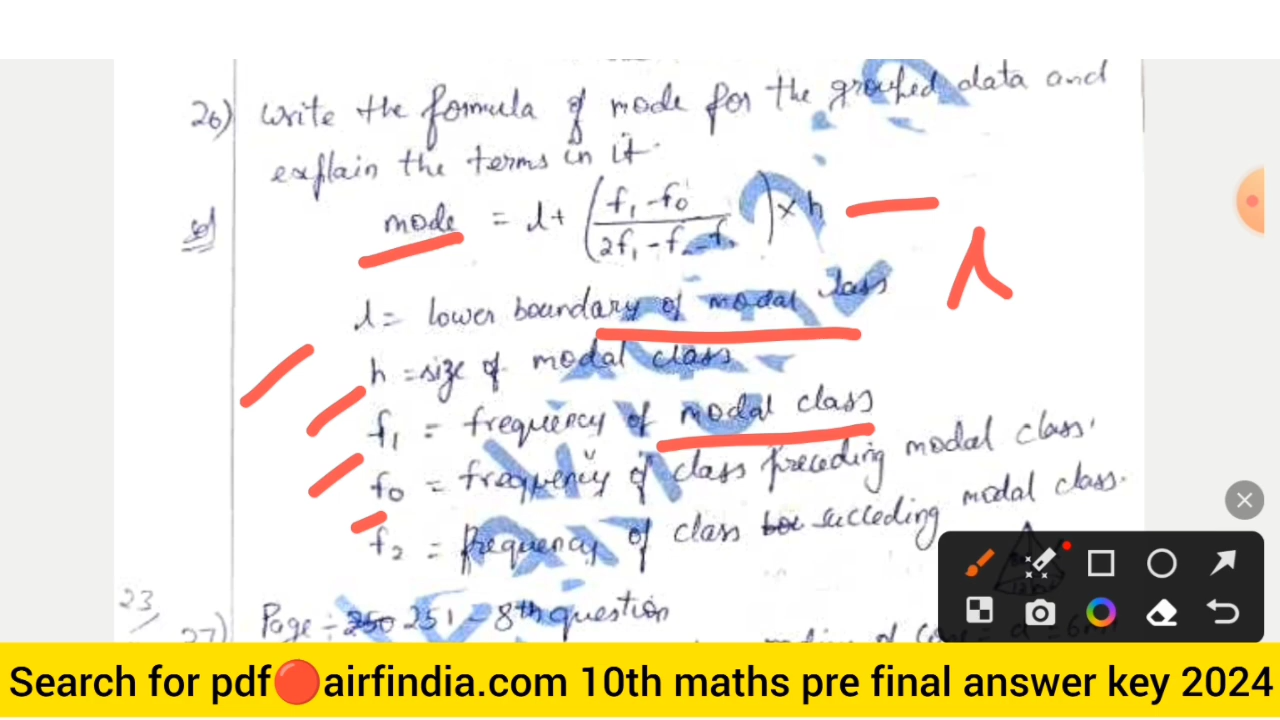 26) Write the formula of mode for the grouped data and
explain the terms in it.
Sol
mode = l + (f₁ - f₀ / 2f₁ - f₀ - f₂) × h
l = lower boundary of modal class
h = size of modal class
f₁ = frequency of modal class
f₀ = frequency of class preceding modal class.
f₂ = frequency of class succeding modal class.
23,
27) Page :- 251 - 8th question
Search for pdf🔴airfindia.com 10th maths pre final answer key 2024